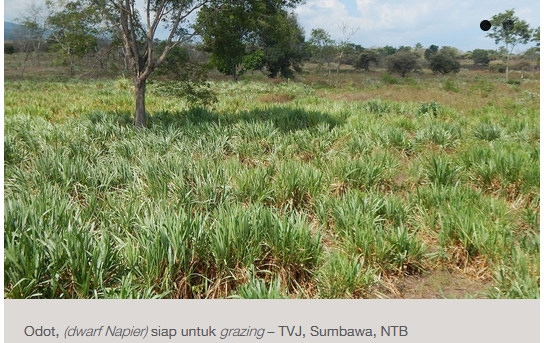 Odot, (dwarf Napier) siap untuk grazing – TVJ, Sumbawa, NTB